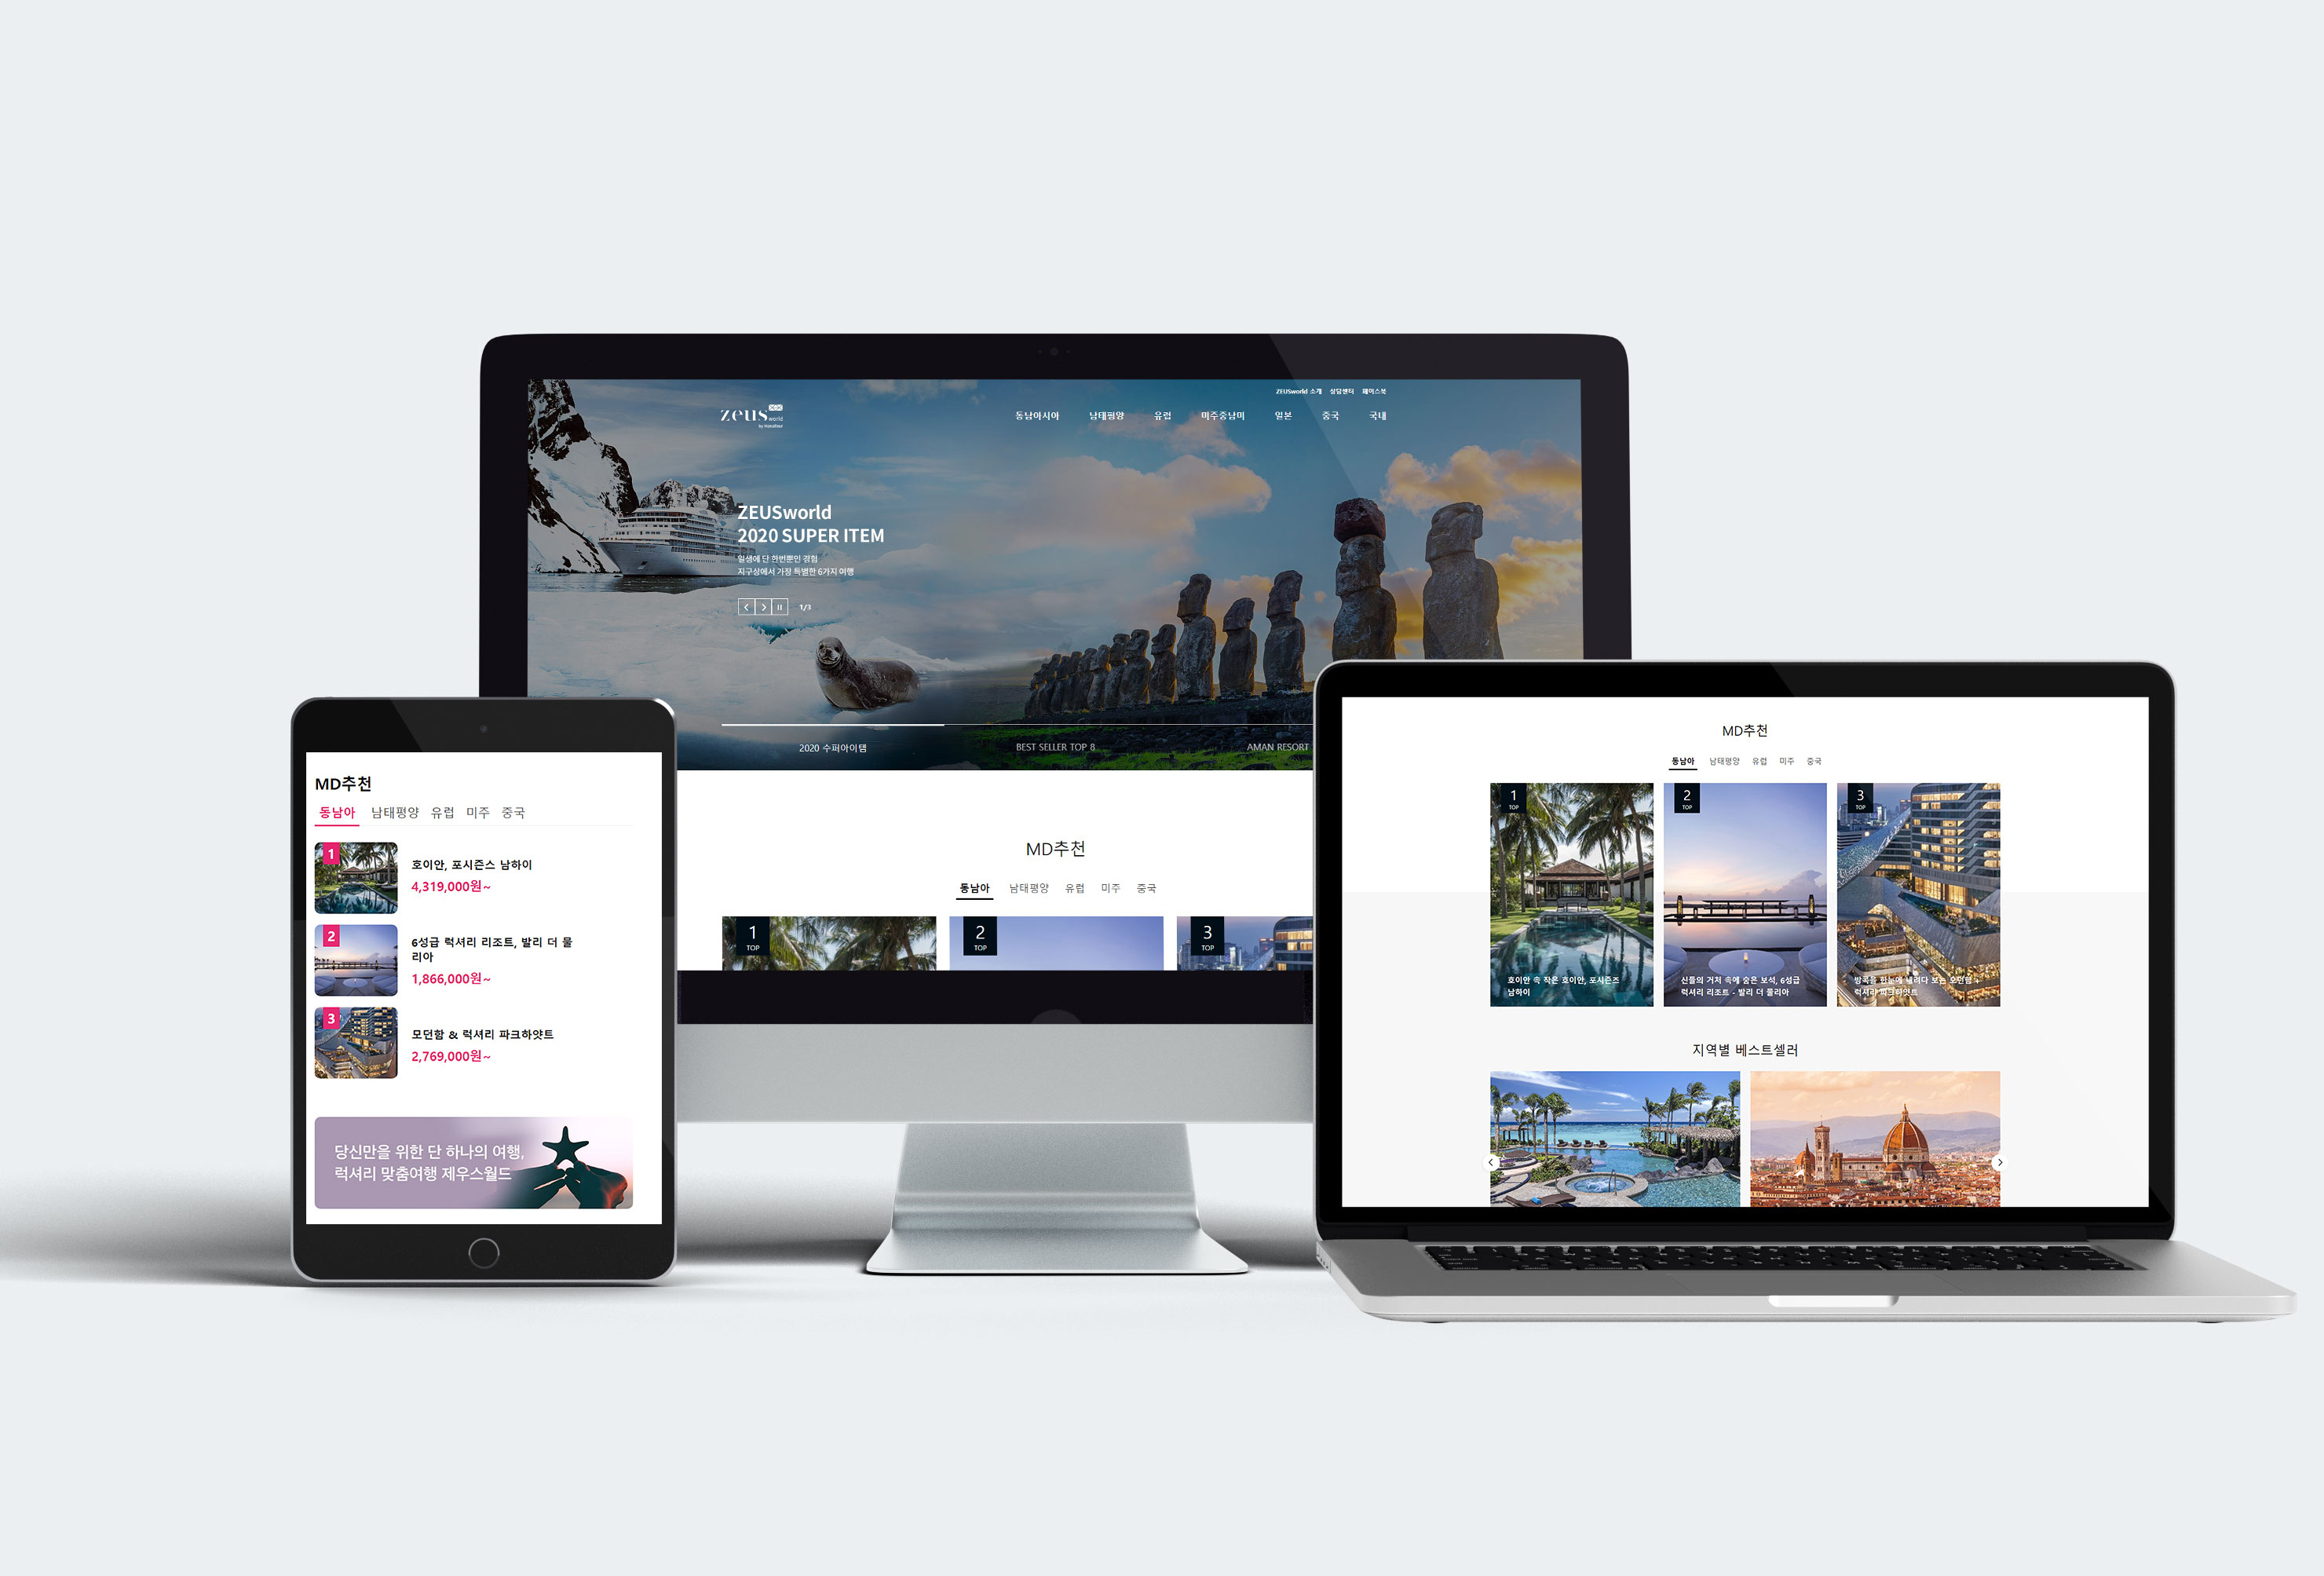 ZEUSworld 소개 상담센터 페이스북
zeus world
by HanaTour
동남아시아 남태평양 유럽 미주중남미 일본 중국 국내
ZEUSworld
2020 SUPER ITEM
일생에 단 한번뿐인 경험
지구상에서 가장 특별한 6가지 여행
1/3
2020 수퍼아이템
BEST SELLER TOP 8
AMAN RESORT
MD추천
동남아 남태평양 유럽 미주 중국
1
TOP
2
TOP
3
TOP
MD추천
동남아 남태평양 유럽 미주 중국
1
호이안, 포시즌스 남하이
4,319,000원~
2
6성급 럭셔리 리조트, 발리 더 물
리아
1,866,000원~
3
모던함 & 럭셔리 파크하얏트
2,769,000원~
당신만을 위한 단 하나의 여행,
럭셔리 맞춤여행 제우스월드
MD추천
동남아 남태평양 유럽 미주 중국
1
TOP
호이안 속 작은 호이안, 포시즌즈
남하이
2
TOP
신들의 거처 속에 숨은 보석, 6성급
럭셔리 리조트 - 발리 더 물리아
3
TOP
방콕을 한눈에 내려다 보는 모던함
럭셔리 파크하얏트
지역별 베스트셀러